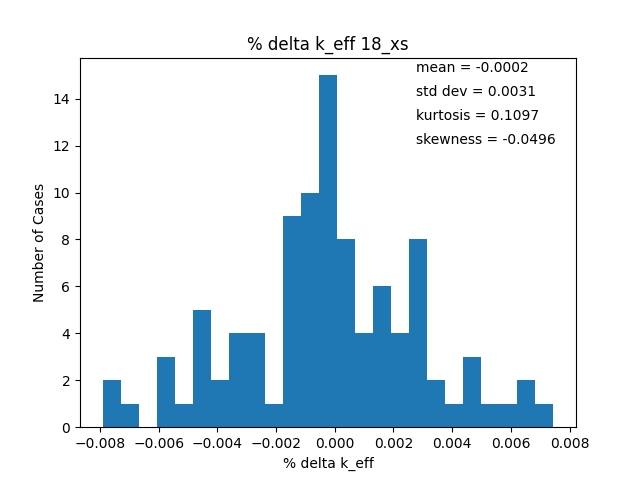 % delta k_eff 18_xs
mean = -0.0002
std dev = 0.0031
kurtosis = 0.1097
skewness = -0.0496
Number of Cases
14
12
10
8
6
4
2
0
−0.008 −0.006 −0.004 −0.002 0.000 0.002 0.004 0.006 0.008
% delta k_eff